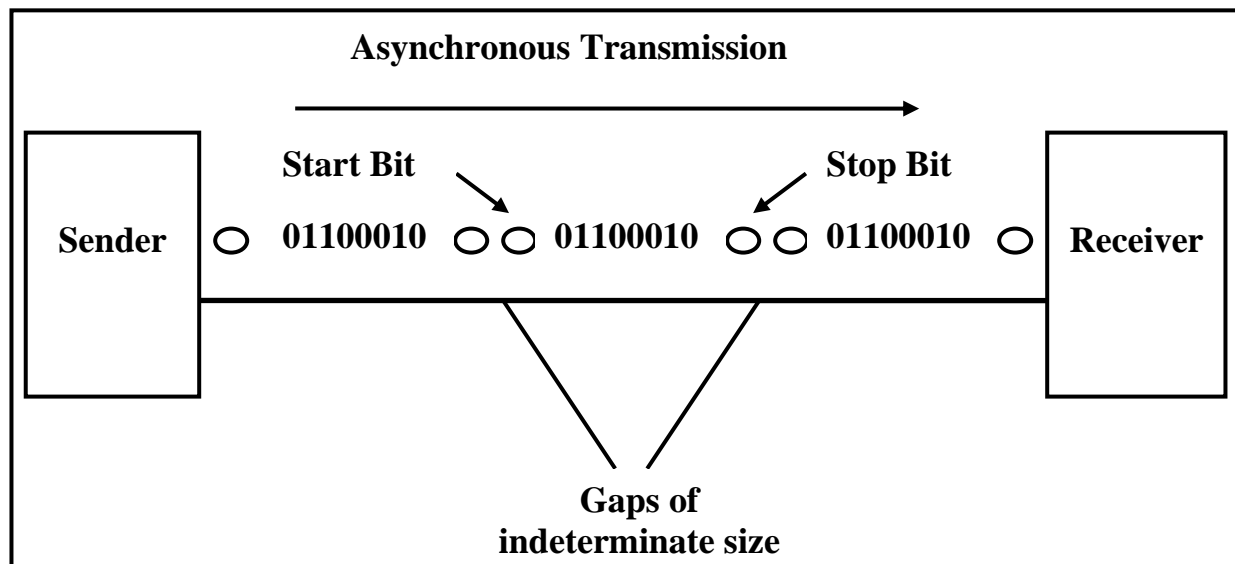 Asynchronous Transmission
Start Bit
Stop Bit
Sender
01100010
01100010
01100010
Receiver
Gaps of
indeterminate size